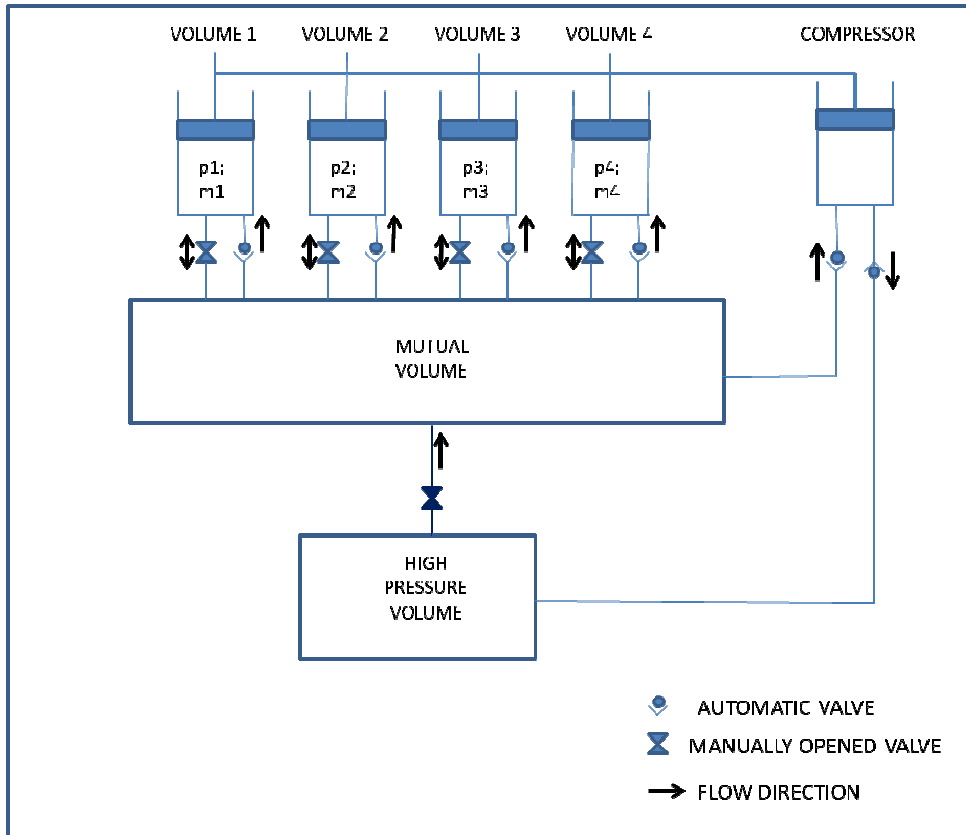 VOLUME 1 VOLUME 2 VOLUME 3 VOLUME 4 COMPRESSOR
p1; p2; p3; p4;
m1 m2 m3 m4
MUTUAL
VOLUME
HIGH
PRESSURE
VOLUME
AUTOMATIC VALVE
MANUALLY OPENED VALVE
FLOW DIRECTION